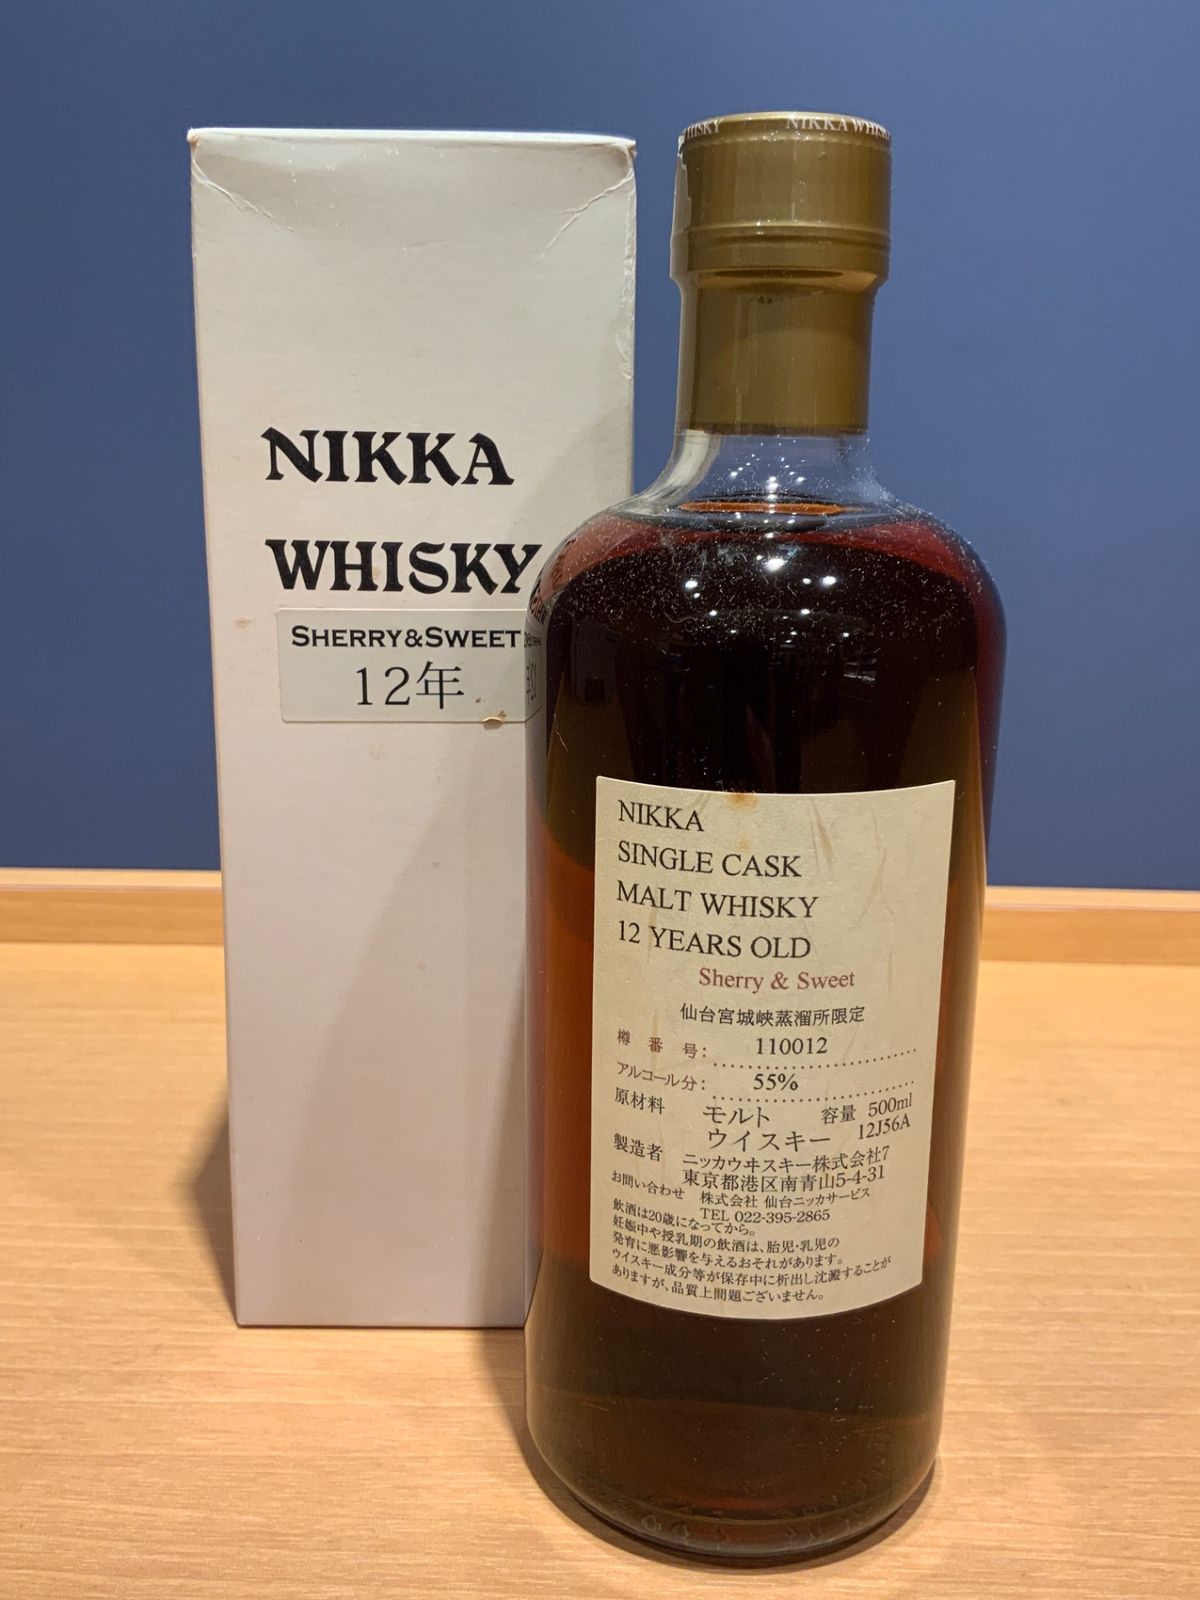 NIKKA WHISKY
NIKKA
WHISKY
SHERRY&SWEET
12年
NIKKA
SINGLE CASK
MALT WHISKY
12 YEARS OLD
Sherry & Sweet
仙台宮城峡蒸溜所限定
樽番号: 110012
アルコール分: 55%
原材料 モルト 容量 500ml
ウイスキー 12J56A
製造者 ニッカウヰスキー株式会社7
東京都港区南青山5-4-31
お問い合わせ 株式会社 仙台ニッカサービス
TEL 022-395-2865
飲酒は20歳になってから。
妊娠中や授乳期の飲酒は、胎児・乳児の
発育に悪影響を与えるおそれがあります。
ウイスキー成分等が保存中に析出し沈澱することが
ありますが、品質上問題ございません。